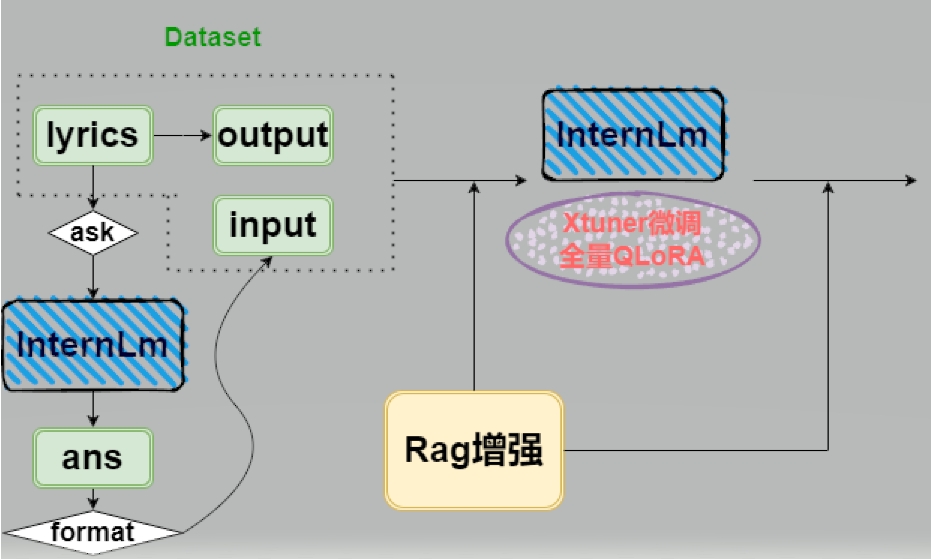 Dataset
lyrics
output
InternLm
input
ask
Xtuner微调
全量QLoRA
InternLm
Rag增强
ans
format